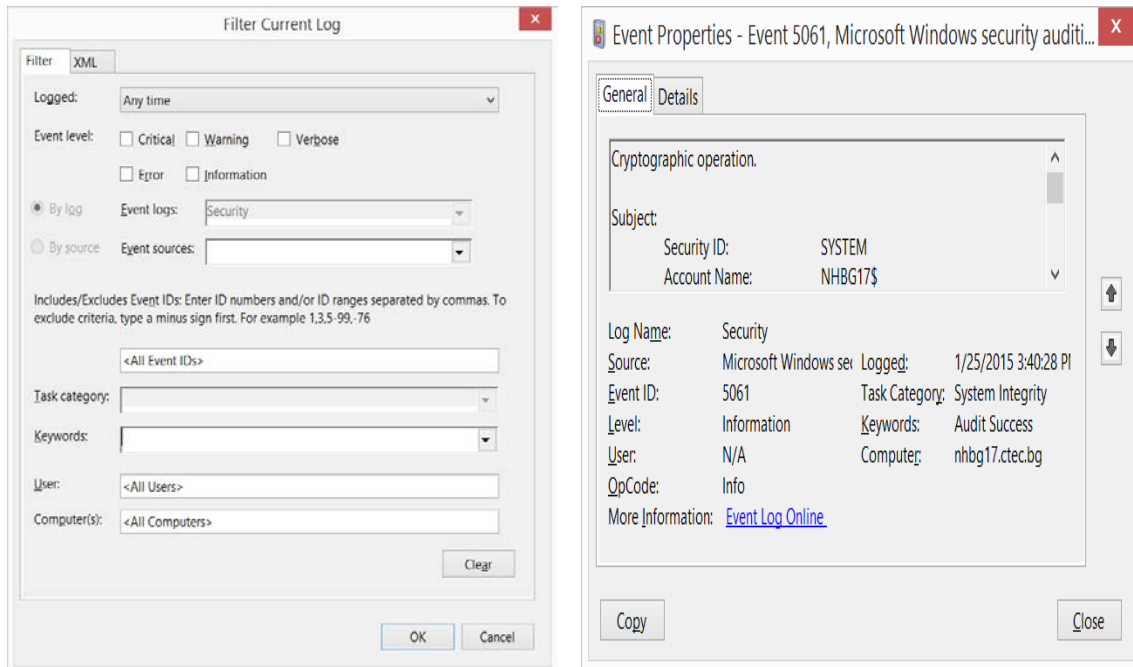 Filter Current Log
x
Filter XML
Logged: Any time
Event level: Critical Warning Verbose
Error Information
By log Event logs: Security
By source Event sources:
Includes/Excludes Event IDs: Enter ID numbers and/or ID ranges separated by commas. To
exclude criteria, type a minus sign first. For example 1,3,5-99,-76
<All Event IDs>
Task category:
Keywords:
User: <All Users>
Computer(s): <All Computers>
Clear
OK Cancel
Event Properties - Event 5061, Microsoft Windows security auditi...
X
General Details
Cryptographic operation.
Subject:
Security ID: SYSTEM
Account Name: NHBG17$
Log Name: Security
Source: Microsoft Windows sec Logged: 1/25/2015 3:40:28 PM
Event ID: 5061 Task Category: System Integrity
Level: Information Keywords: Audit Success
User: N/A Computer: nhbg17.ctec.bg
OpCode: Info
More Information: Event Log Online
Copy Close